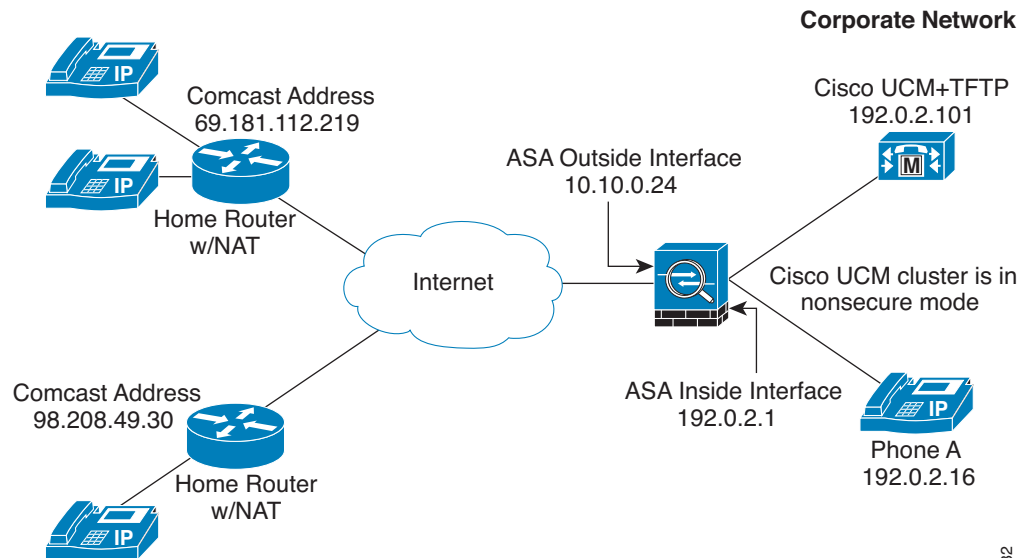 Corporate Network
IP
Comcast Address
69.181.112.219
Cisco UCM+TFTP
192.0.2.101
M
ASA Outside Interface
10.10.0.24
IP
Home Router
w/NAT
Internet
Cisco UCM cluster is in
nonsecure mode
Comcast Address
98.208.49.30
ASA Inside Interface
192.0.2.1
IP
Phone A
192.0.2.16
Home Router
w/NAT
IP